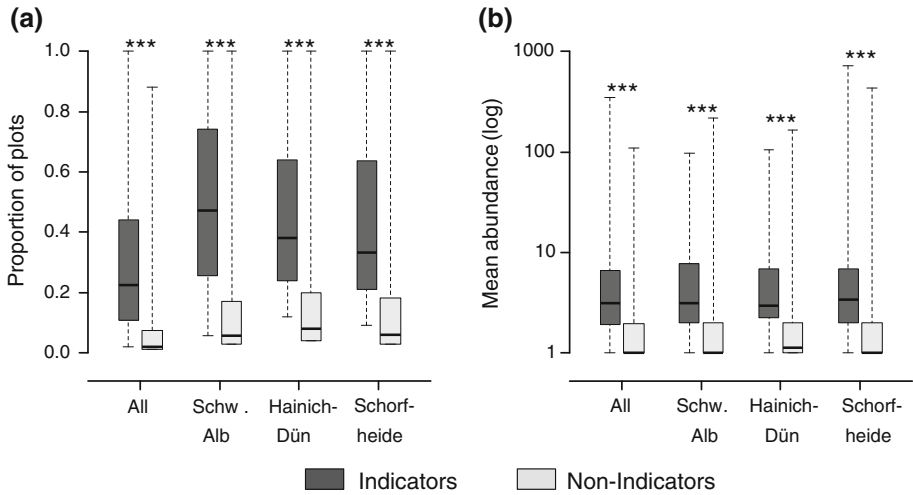 (a)
(b)
*** *** *** ***
1.0
0.8
0.6
0.4
0.2
0.0
Proportion of plots
All
Schw .
Alb
Hainich-
Dün
Schorf-
heide
*** *** *** ***
1000
100
10
1
Mean abundance (log)
All
Schw.
Alb
Hainich-
Dün
Schorf-
heide
Indicators
Non-Indicators